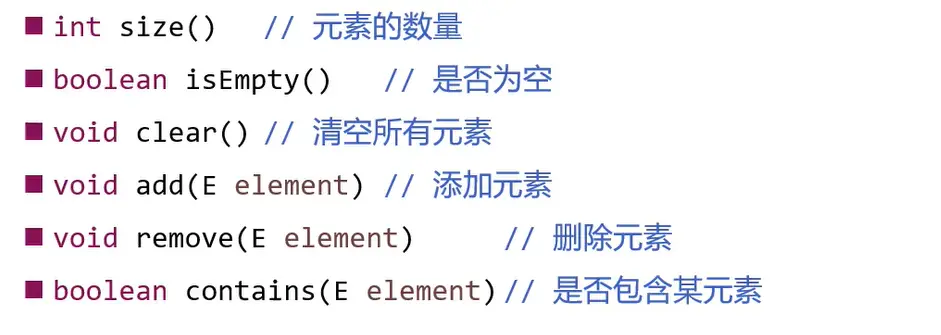 ■ int size() // 元素的数量
■ boolean isEmpty() // 是否为空
■ void clear() // 清空所有元素
■ void add(E element) // 添加元素
■ void remove(E element) // 删除元素
■ boolean contains(E element) // 是否包含某元素